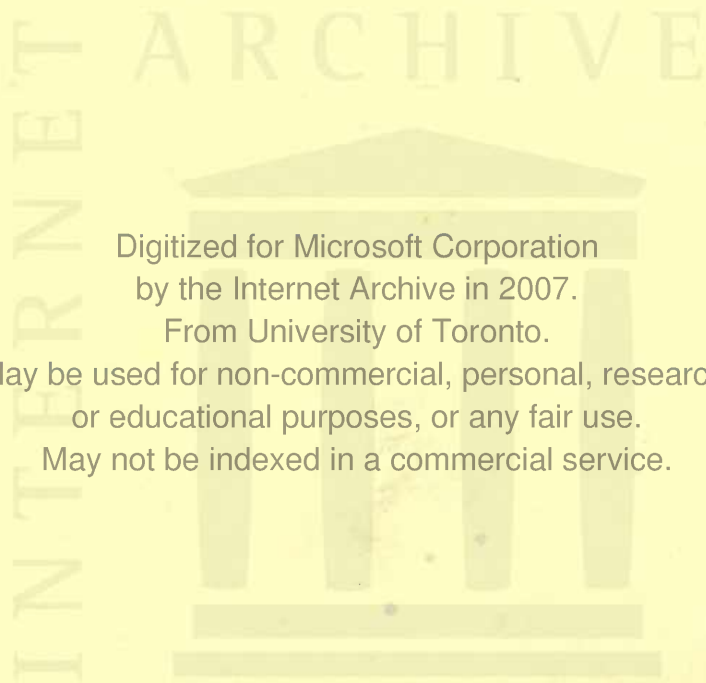 INTERNET ARCHIVE
Digitized for Microsoft Corporation
by the Internet Archive in 2007.
From University of Toronto.
ay be used for non-commercial, personal, researc
or educational purposes, or any fair use.
May not be indexed in a commercial service.